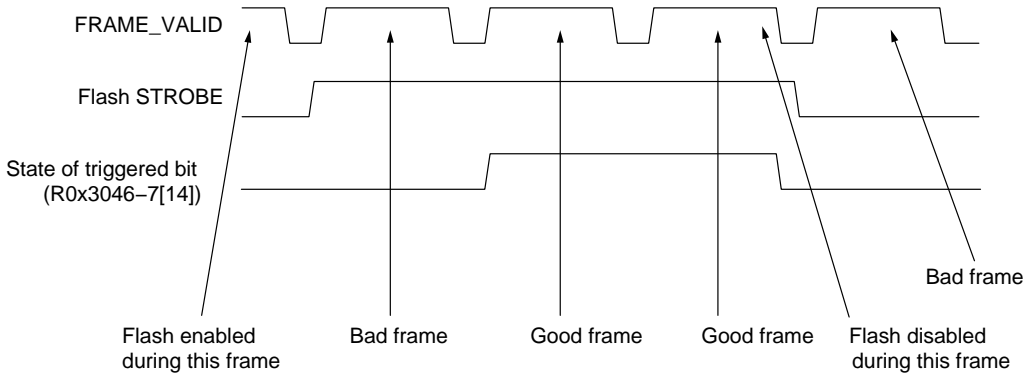 FRAME_VALID
Flash STROBE
State of triggered bit
(R0x3046−7[14])
Bad frame
Flash enabled
during this frame
Bad frame
Good frame
Good frame
Flash disabled
during this frame